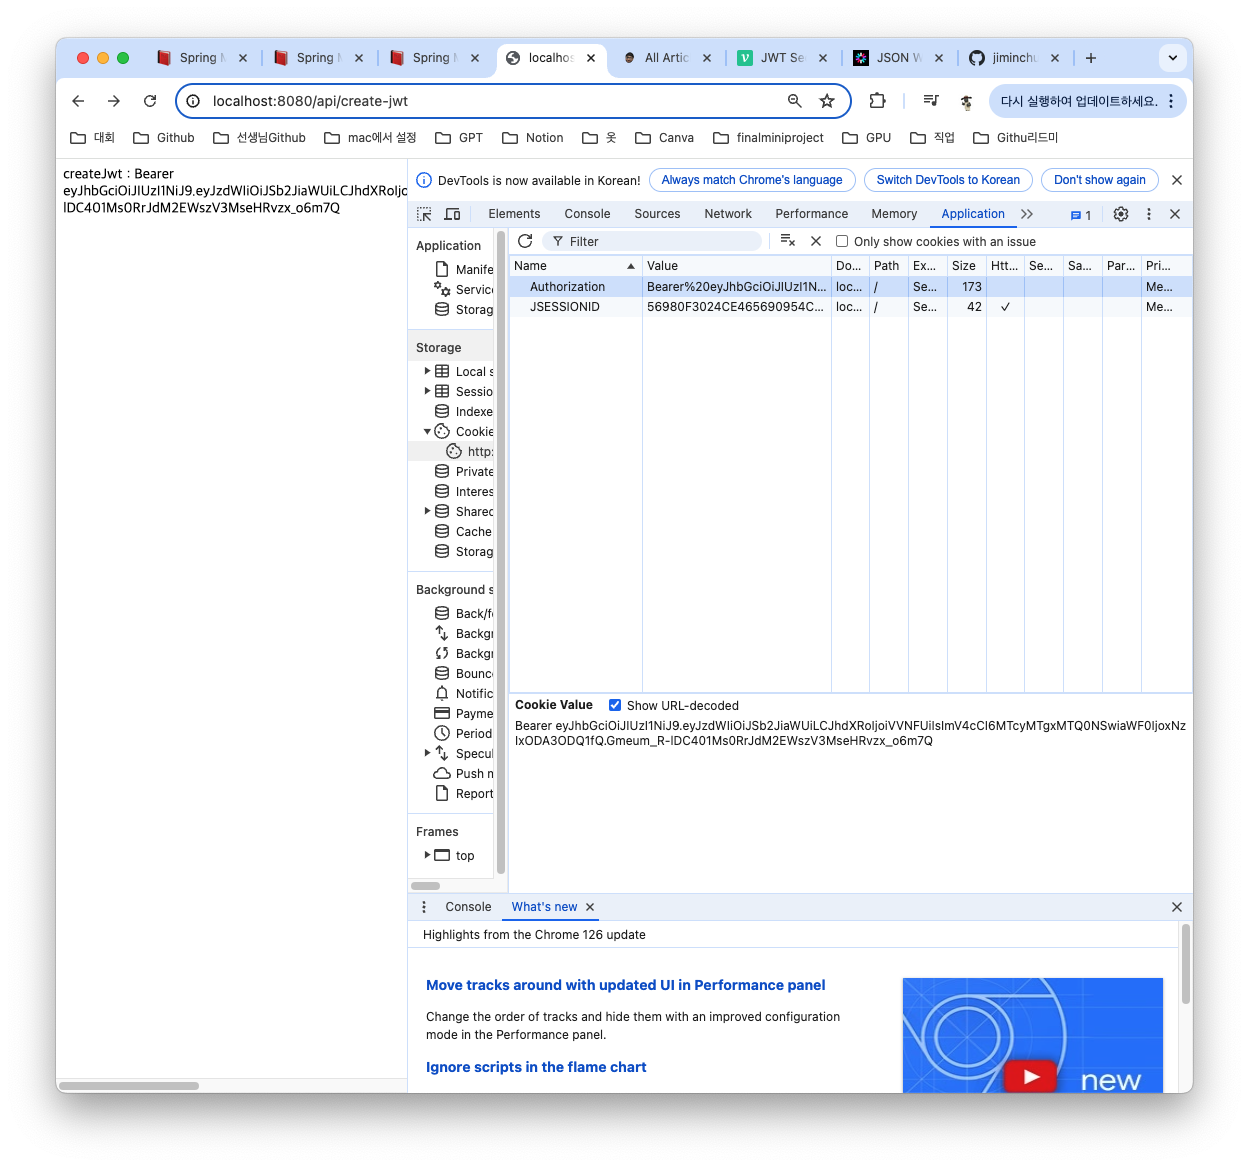 Spring M
Spring M
Spring M
localhos
All Artic
JWT Se
JSON W
jiminchu
localhost:8080/api/create-jwt
다시 실행하여 업데이트하세요.
대회
Github
선생님Github
mac에서 설정
GPT
Notion
옷
Canva
finalminiproject
GPU
직업
Githu리드미
createJwt : Bearer
eyJhbGciOiJIUzI1NiJ9.eyJzdWIiOiJSb2JiaWUiLCJhdXRoIjo
IDC401Ms0RrJdM2EWszV3MseHRvzx_o6m7Q
DevTools is now available in Korean!
Always match Chrome's language
Switch DevTools to Korean
Don't show again
Elements
Console
Sources
Network
Performance
Memory
Application
1
Application
Manife
Service
Storag
Storage
Local s
Sessio
Indexe
Cookie
http:
Private
Interes
Shared
Cache
Storag
Background s
Back/f
Backgr
Backgr
Bounce
Notific
Payme
Period
Specul
Push m
Report
Frames
top
Filter
Only show cookies with an issue
Name Value Do... Path Ex... Size Htt... Se... Sa... Par... Pri...
Authorization Bearer%20eyJhbGciOiJIUzI1N... loc... / Se... 173 Me...
JSESSIONID 56980F3024CE465690954C... loc... / Se... 42 ✓ Me...
Cookie Value
Show URL-decoded
Bearer eyJhbGciOiJIUzI1NiJ9.eyJzdWIiOiJSb2JiaWUiLCJhdXRoIjoiVVNFUiIsImV4cCI6MTcyMTgxMTQ0NSwiaWF0IjoxNz
IxODA3ODQ1fQ.Gmeum_R-IDC401Ms0RrJdM2EWszV3MseHRvzx_o6m7Q
Console
What's new
Highlights from the Chrome 126 update
Move tracks around with updated UI in Performance panel
Change the order of tracks and hide them with an improved configuration
mode in the Performance panel.
Ignore scripts in the flame chart
new